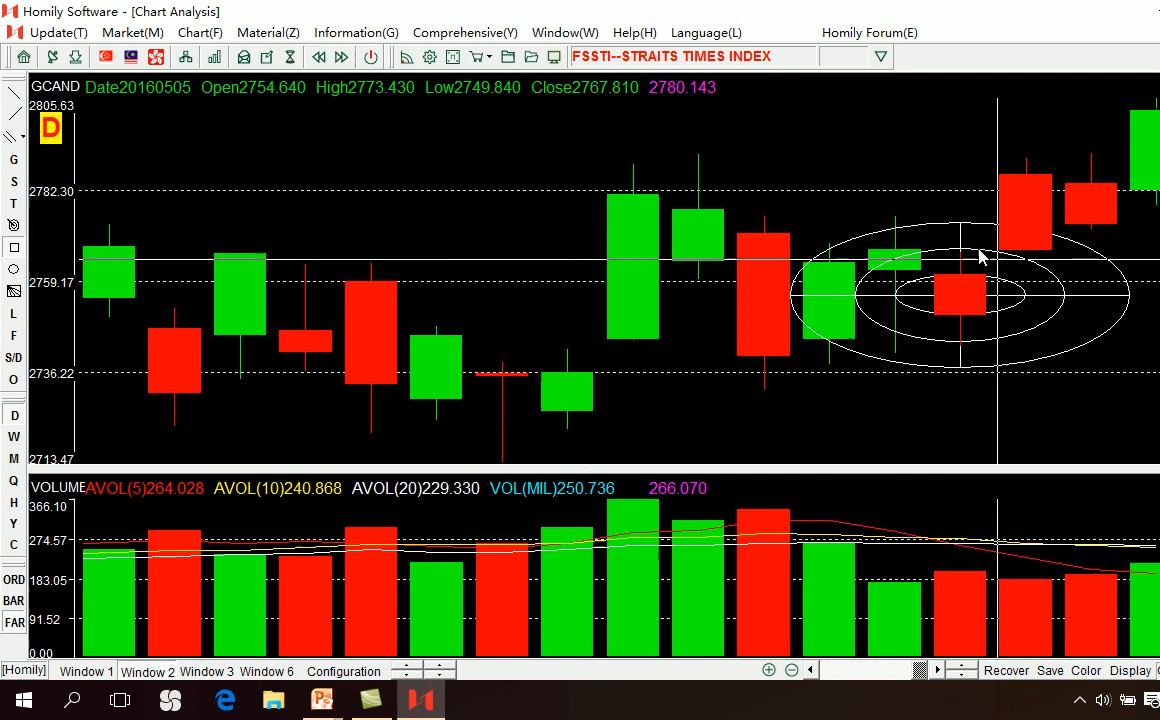 Homily Software - [Chart Analysis]
Update(T) Market(M) Chart(F) Material(Z) Information(G) Comprehensive(Y) Window(W) Help(H) Language(L) Homily Forum(E)
FSSTI--STRAITS TIMES INDEX
GCAND Date20160505 Open2754.640 High2773.430 Low2749.840 Close2767.810 2780.143
2805.63
D
G
2782.30
S
T
2759.17
L
F
S/D
2736.22
O
D
W
2713.47
M
Q
VOLUME AVOL(5)264.028 AVOL(10)240.868 AVOL(20)229.330 VOL(MIL)250.736 266.070
H
366.10
Y
274.57
C
ORD
183.05
BAR
91.52
FAR
0.00
[Homily] Window 1 Window 2 Window 3 Window 6 Configuration Recover Save Color Display